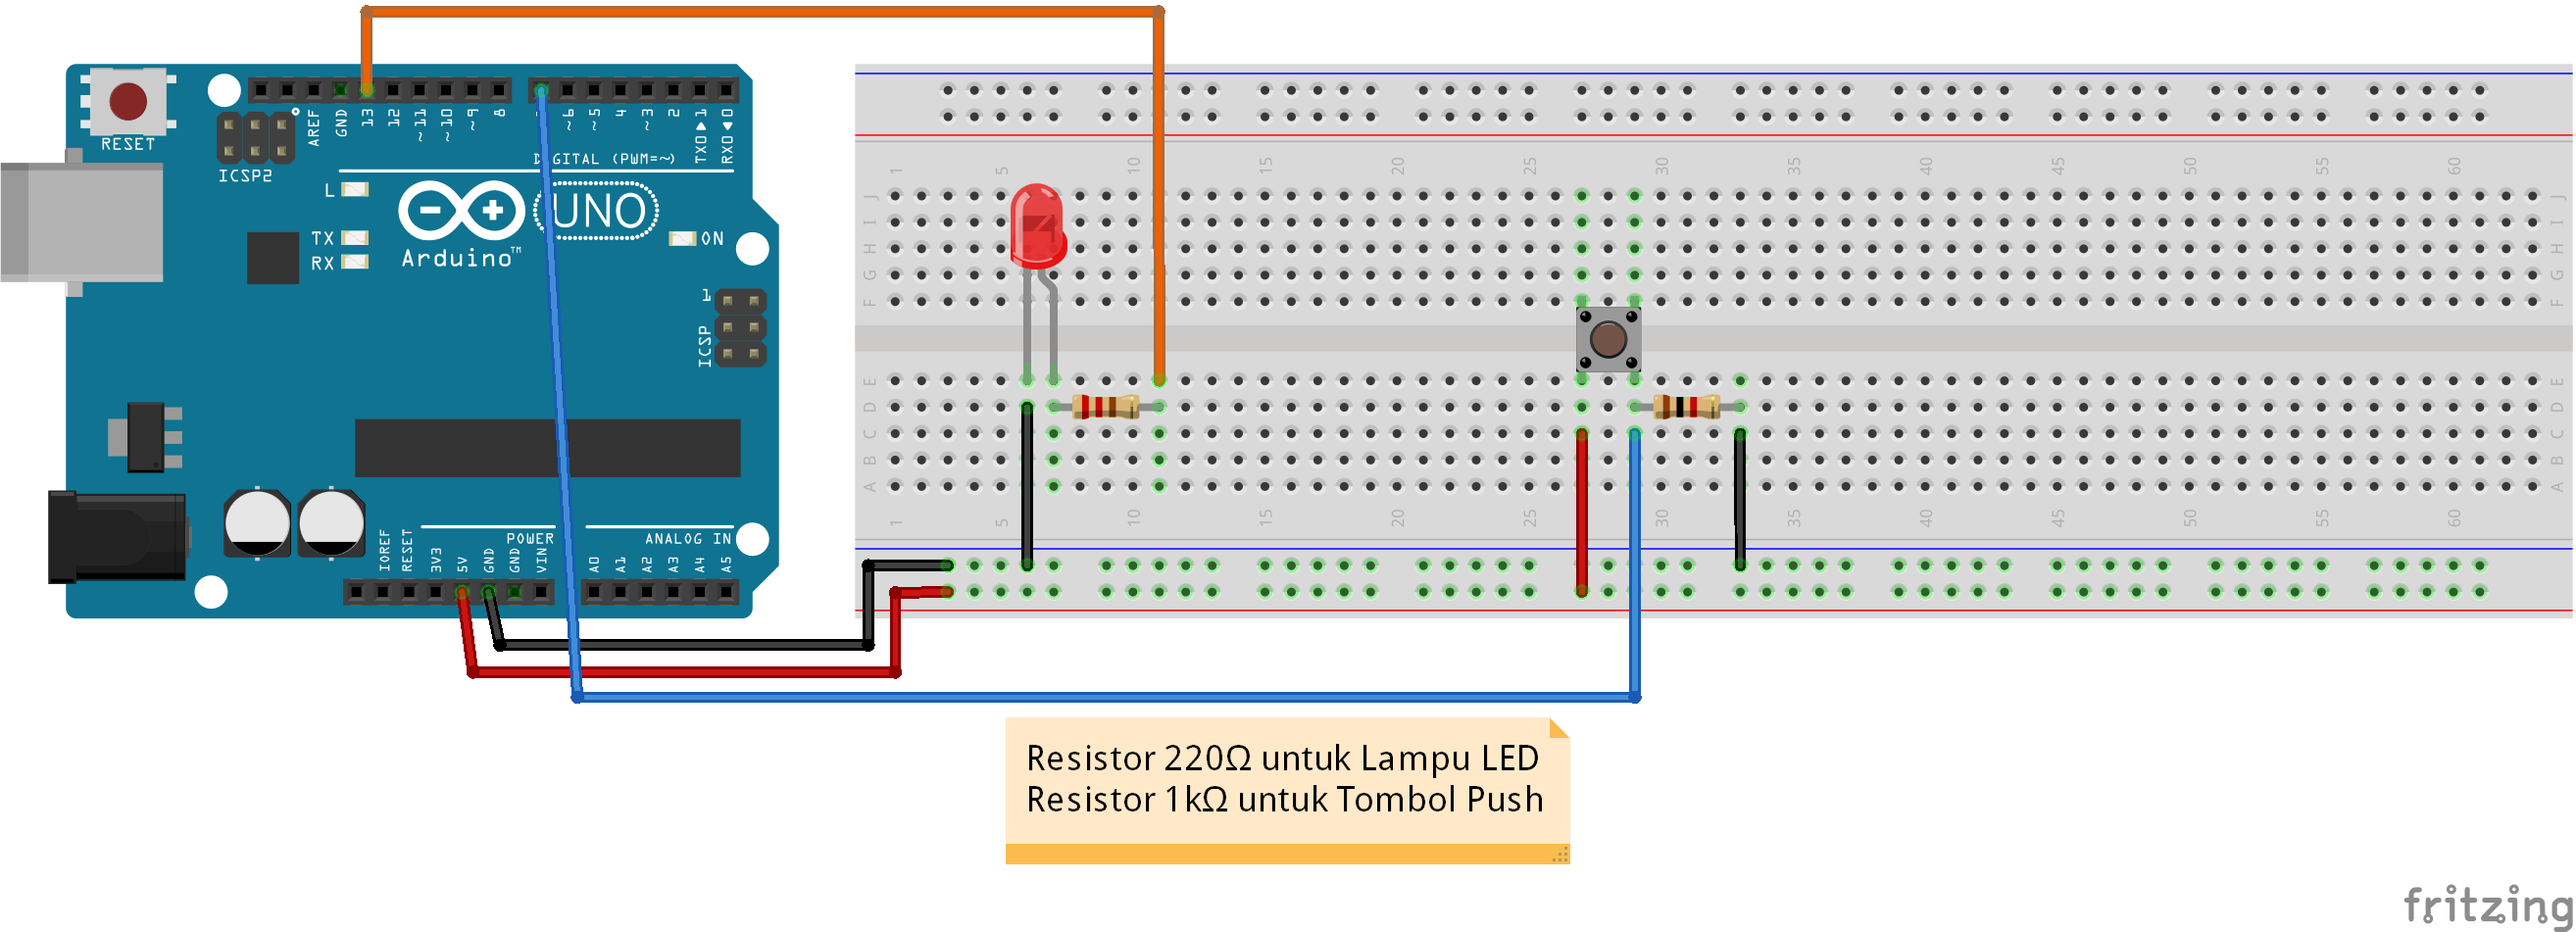 RESET
ICSP2
AREF
GND
13
12
~11
~10
~9
8
~6
~5
4
~3
2
TXD▶1
RXD◀0
DIGITAL (PWM=~)
L
TX
RX
UNO
Arduino™
ON
1
ICSP
IOREF
RESET
3V3
5V
GND
GND
VIN
POWER
ANALOG IN
A0
A1
A2
A3
A4
A5
1 5 10 15 20 25 30 35 40 45 50 55 60
J J
I I
H H
G G
F F
E E
D D
C C
B B
A A
1 5 10 15 20 25 30 35 40 45 50 55 60
Resistor 220Ω untuk Lampu LED
Resistor 1kΩ untuk Tombol Push
fritzing